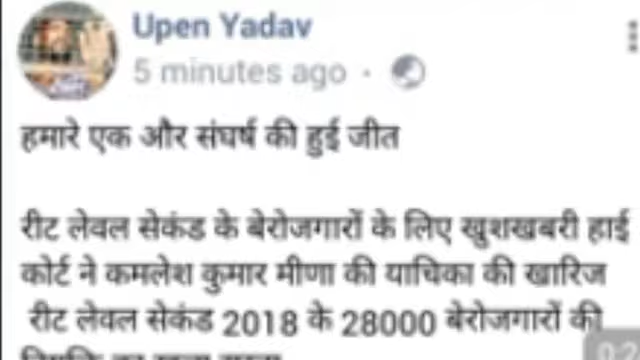 Upen Yadav
5 minutes ago ·
हमारे एक और संघर्ष की हुई जीत
रीट लेवल सेकंड के बेरोजगारों के लिए खुशखबरी हाई
कोर्ट ने कमलेश कुमार मीणा की याचिका की खारिज
रीट लेवल सेकंड 2018 के 28000 बेरोजगारों की